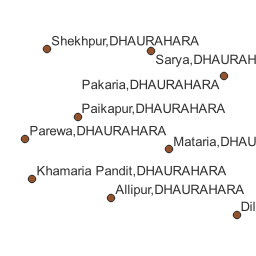 Shekhpur,DHAURAHARA
Sarya,DHAURAH
Pakaria,DHAURAHARA
Paikapur,DHAURAHARA
Parewa,DHAURAHARA
Mataria,DHAU
Khamaria Pandit,DHAURAHARA
Allipur,DHAURAHARA
Dil